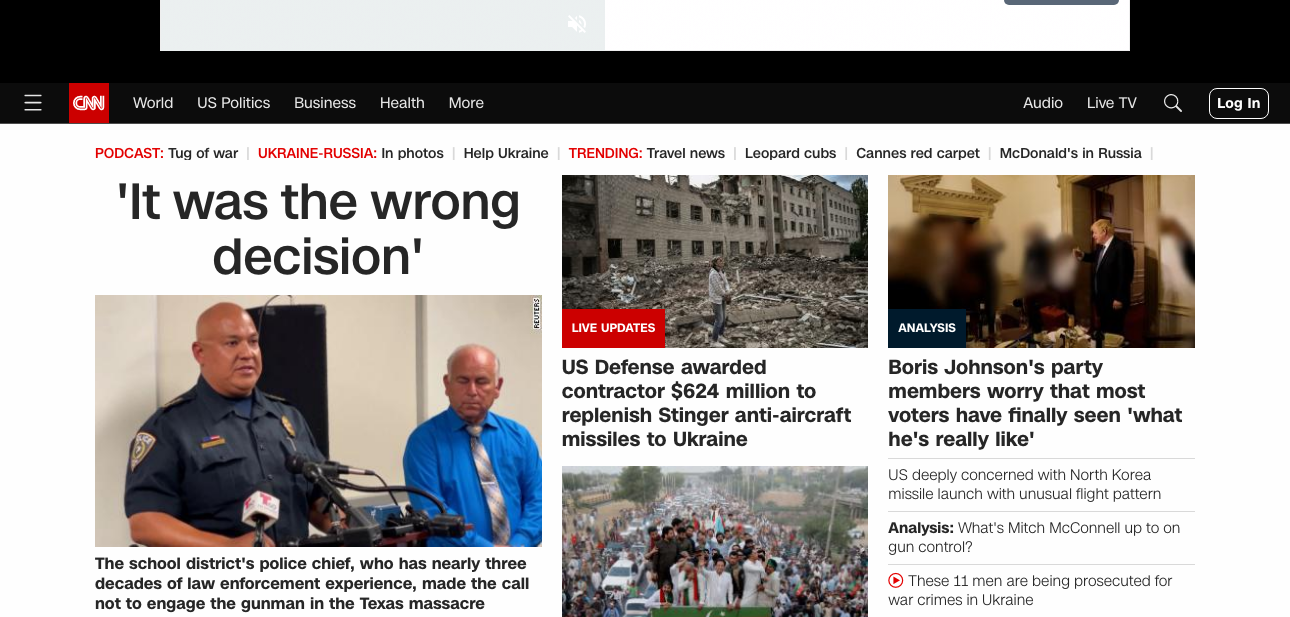 CNN
World
US Politics
Business
Health
More
Audio
Live TV
Log In
PODCAST: Tug of war | UKRAINE-RUSSIA: In photos | Help Ukraine | TRENDING: Travel news | Leopard cubs | Cannes red carpet | McDonald's in Russia |
'It was the wrong
decision'
REUTERS
The school district's police chief, who has nearly three
decades of law enforcement experience, made the call
not to engage the gunman in the Texas massacre
LIVE UPDATES
US Defense awarded
contractor $624 million to
replenish Stinger anti-aircraft
missiles to Ukraine
ANALYSIS
Boris Johnson's party
members worry that most
voters have finally seen 'what
he's really like'
US deeply concerned with North Korea
missile launch with unusual flight pattern
Analysis: What's Mitch McConnell up to on
gun control?
These 11 men are being prosecuted for
war crimes in Ukraine